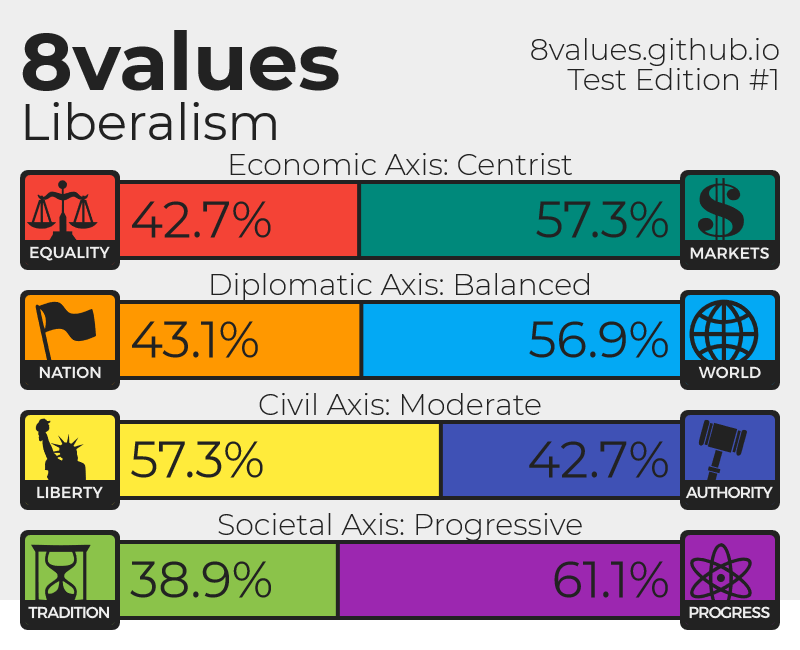 8values
8values.github.io
Test Edition #1
Liberalism
Economic Axis: Centrist
EQUALITY
42.7%
57.3%
$
MARKETS
Diplomatic Axis: Balanced
NATION
43.1%
56.9%
WORLD
Civil Axis: Moderate
LIBERTY
57.3%
42.7%
AUTHORITY
Societal Axis: Progressive
TRADITION
38.9%
61.1%
PROGRESS